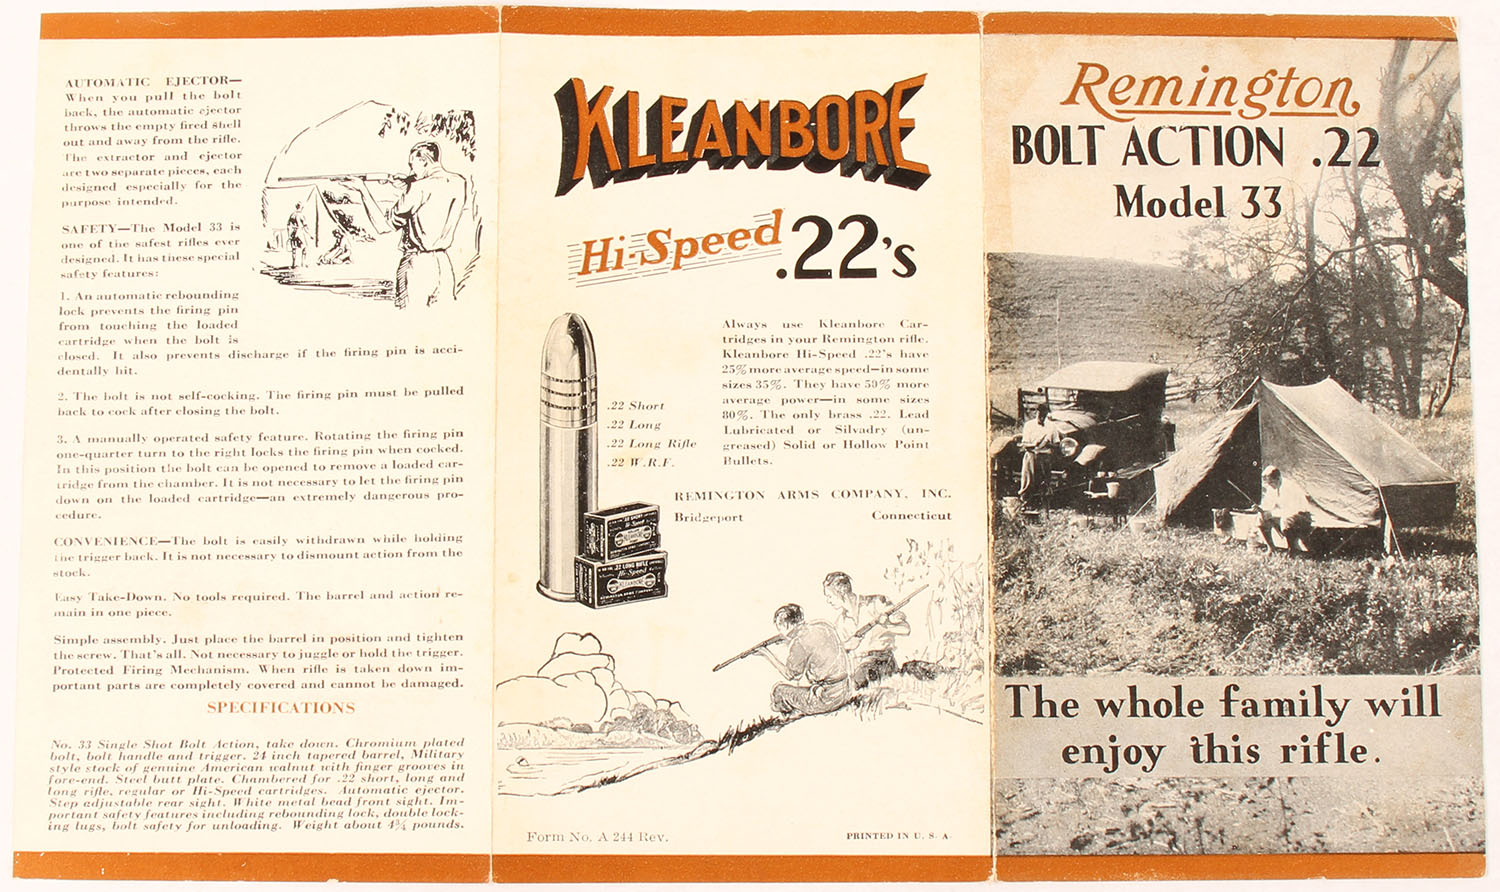 AUTOMATIC EJECTOR—
When you pull the bolt
back, the automatic ejector
throws the empty fired shell
out and away from the rifle.
The extractor and ejector
are two separate pieces, each
designed especially for the
purpose intended.
SAFETY—The Model 33 is
one of the safest rifles ever
designed. It has these special
safety features:
1. An automatic rebounding
lock prevents the firing pin
from touching the loaded
cartridge when the bolt is
closed. It also prevents discharge if the firing pin is acci-
dentally hit.
2. The bolt is not self-cocking. The firing pin must be pulled
back to cock after closing the bolt.
3. A manually operated safety feature. Rotating the firing pin
one-quarter turn to the right locks the firing pin when cocked.
In this position the bolt can be opened to remove a loaded car-
tridge from the chamber. It is not necessary to let the firing pin
down on the loaded cartridge—an extremely dangerous pro-
cedure.
CONVENIENCE—The bolt is easily withdrawn while holding
the trigger back. It is not necessary to dismount action from the
stock.
Easy Take-Down. No tools required. The barrel and action re-
main in one piece.
Simple assembly. Just place the barrel in position and tighten
the screw. That's all. Not necessary to juggle or hold the trigger.
Protected Firing Mechanism. When rifle is taken down im-
portant parts are completely covered and cannot be damaged.
SPECIFICATIONS
No. 33 Single Shot Bolt Action, take down. Chromium plated
bolt, bolt handle and trigger. 24 inch tapered barrel, Military
style stock of genuine American walnut with finger grooves in
fore-end. Steel butt plate. Chambered for .22 short, long and
long rifle, regular or Hi-Speed cartridges. Automatic ejector.
Step adjustable rear sight. White metal bead front sight. Im-
portant safety features including rebounding lock, double lock-
ing lugs, bolt safety for unloading. Weight about 4¾ pounds.
KLEANBORE
Hi-Speed .22's
Always use Kleanbore Car-
tridges in your Remington rifle.
Kleanbore Hi-Speed .22's have
25% more average speed—in some
sizes 35%. They have 50% more
average power—in some sizes
80%. The only brass .22. Lead
Lubricated or Silvadry (un-
greased) Solid or Hollow Point
Bullets.
.22 Short
.22 Long
.22 Long Rifle
.22 W.R.F.
REMINGTON ARMS COMPANY, INC.
Bridgeport Connecticut
.22 SHORT
Hi-Speed
KLEANBORE
.22 LONG RIFLE
Hi-Speed
KLEANBORE
Form No. A 244 Rev.
PRINTED IN U. S. A.
Remington
BOLT ACTION .22
Model 33
The whole family will
enjoy this rifle.